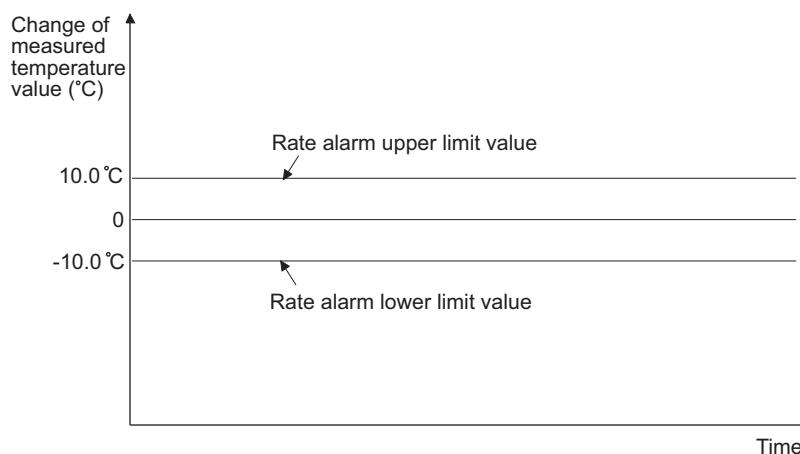 Change of
measured
temperature
value (°C)
Rate alarm upper limit value
10.0 °C
0
-10.0 °C
Rate alarm lower limit value
Time